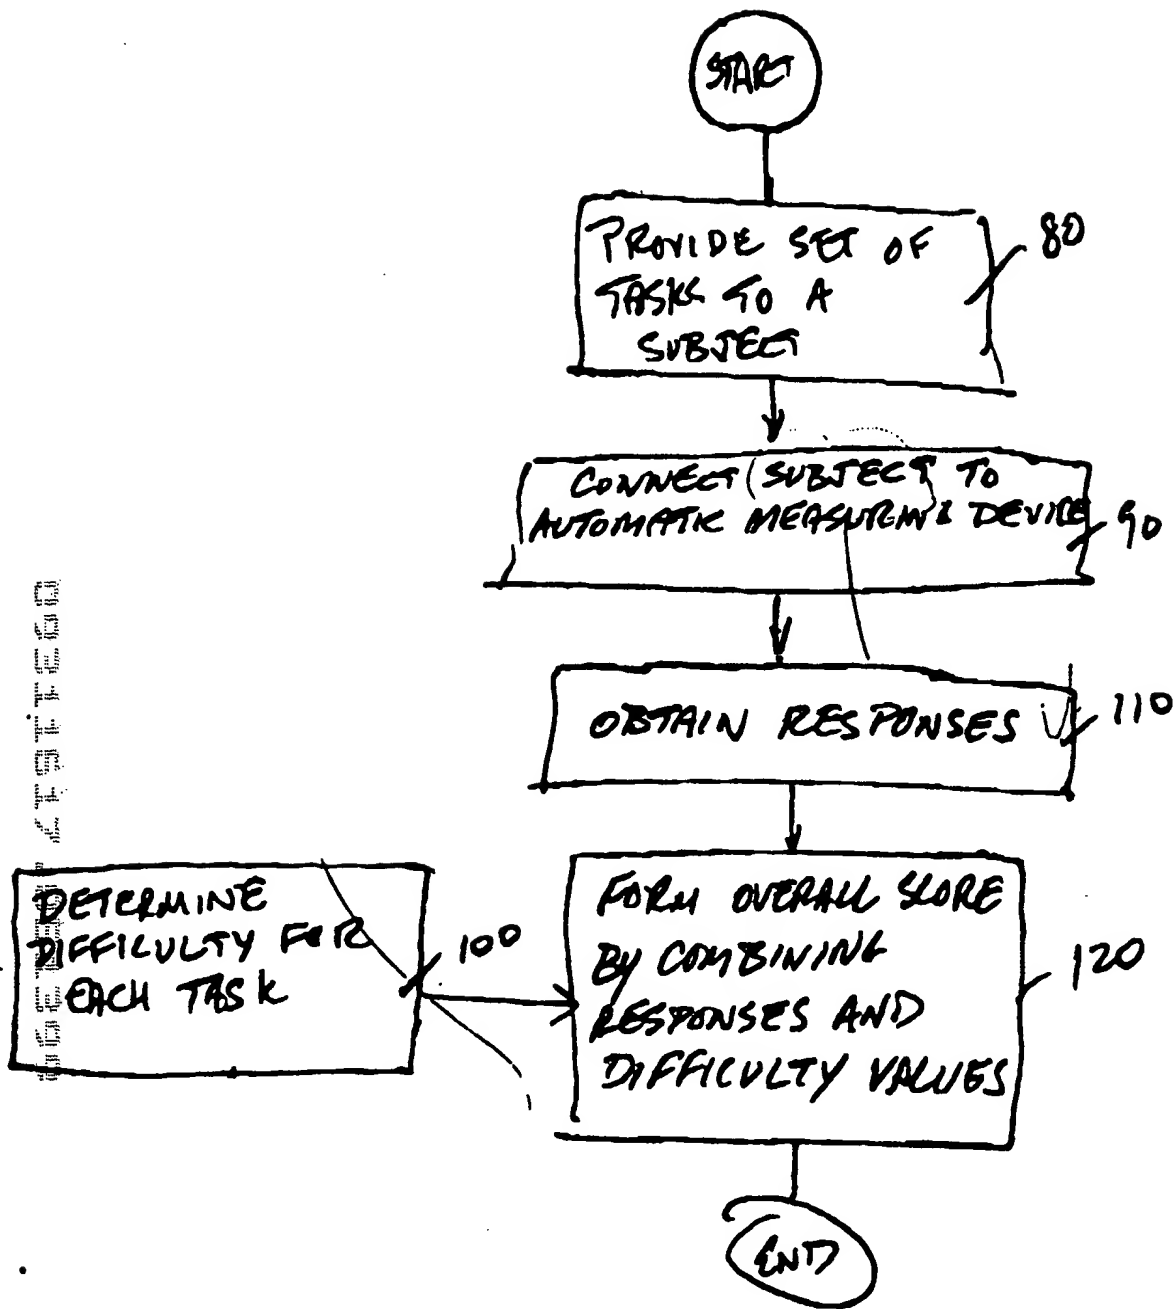 START
PROVIDE SET OF
TASKS TO A
SUBJECT
80
CONNECT SUBJECT TO
AUTOMATIC MEASURING DEVICE
90
OBTAIN RESPONSES
110
DETERMINE
DIFFICULTY FOR
EACH TASK
100
FORM OVERALL SCORE
BY COMBINING
RESPONSES AND
DIFFICULTY VALUES
120
END